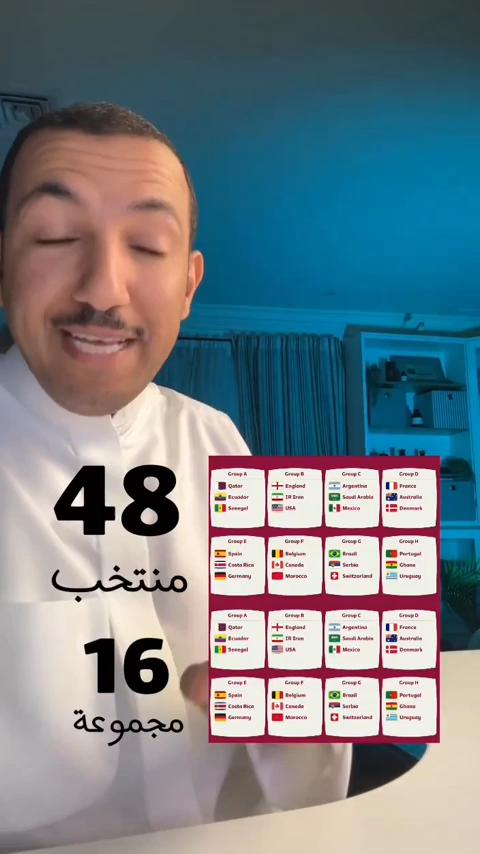 48
منتخب
16
مجموعة
Group A
Qatar
Ecuador
Senegal
Group B
England
IR Iran
USA
Group C
Argentina
Saudi Arabia
Mexico
Group D
France
Australia
Denmark
Group E
Spain
Costa Rica
Germany
Group F
Belgium
Canada
Morocco
Group G
Brazil
Serbia
Switzerland
Group H
Portugal
Ghana
Uruguay
Group A
Qatar
Ecuador
Senegal
Group B
England
IR Iran
USA
Group C
Argentina
Saudi Arabia
Mexico
Group D
France
Australia
Denmark
Group E
Spain
Costa Rica
Germany
Group F
Belgium
Canada
Morocco
Group G
Brazil
Serbia
Switzerland
Group H
Portugal
Ghana
Uruguay